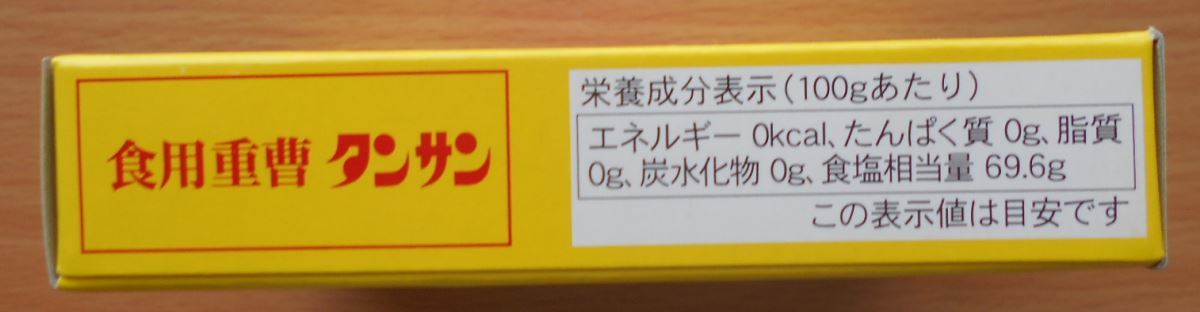 食用重曹 タンサン
栄養成分表示(100gあたり)
エネルギー 0kcal、たんぱく質 0g、脂質
0g、炭水化物 0g、食塩相当量 69.6g
この表示値は目安です